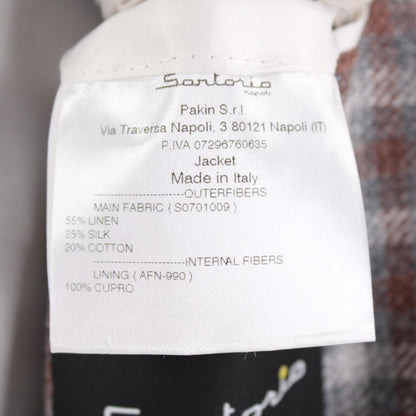 Sartorio
napoli
Pakin S.r.l.
Via Traversa Napoli, 3 80121 Napoli (IT)
P.IVA 07296760635
Jacket
Made in Italy
-----------------------------OUTERFIBERS
MAIN FABRIC ( S0701009 )
55% LINEN
25% SILK
20% COTTON
-----------------------------INTERNAL FIBERS
LINING ( AFN-990 )
100% CUPRO
Sartorio